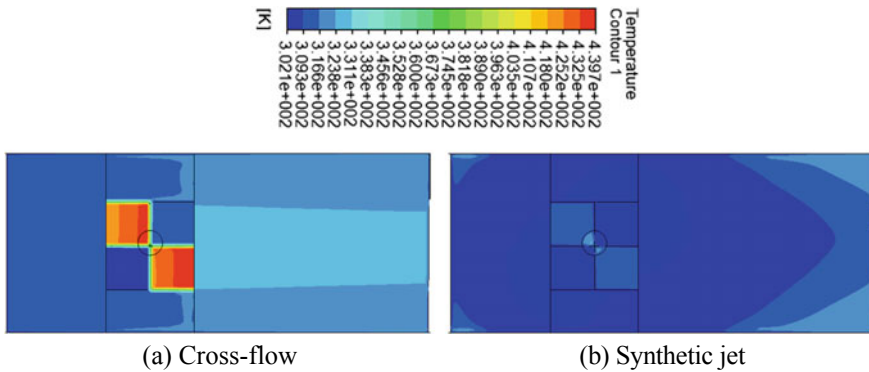 Temperature
Contour 1
4.397e+002
4.325e+002
4.252e+002
4.180e+002
4.107e+002
4.035e+002
3.963e+002
3.890e+002
3.818e+002
3.745e+002
3.673e+002
3.600e+002
3.528e+002
3.456e+002
3.383e+002
3.311e+002
3.238e+002
3.166e+002
3.093e+002
3.021e+002
[K]
(a) Cross-flow
(b) Synthetic jet